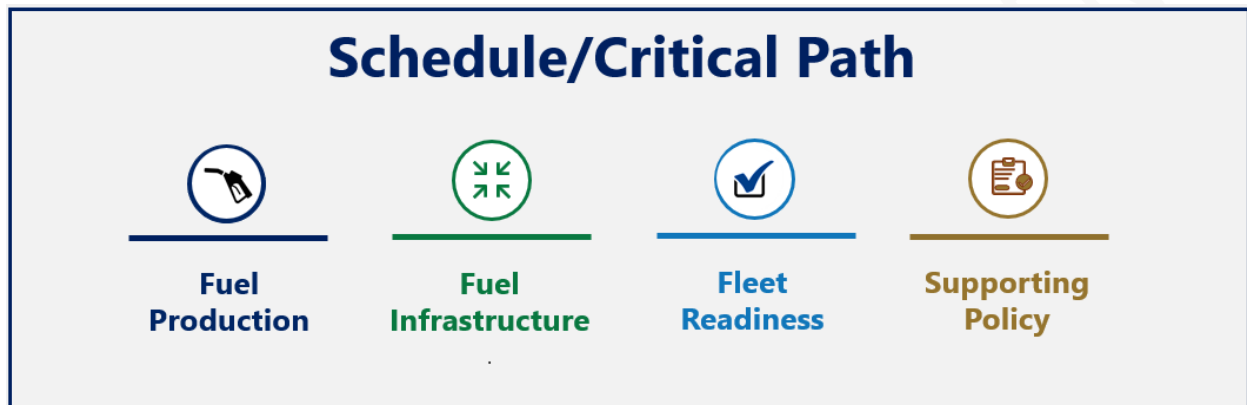 Schedule/Critical Path
Fuel
Production
Fuel
Infrastructure
.
Fleet
Readiness
Supporting
Policy